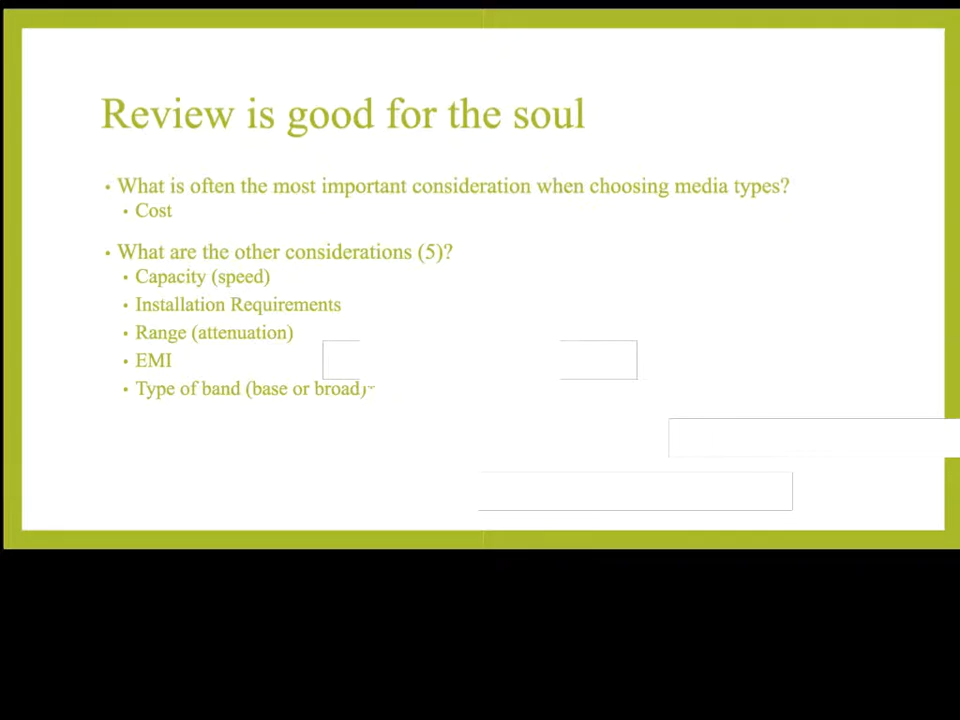 Review is good for the soul
• What is often the most important consideration when choosing media types?
• Cost
• What are the other considerations (5)?
• Capacity (speed)
• Installation Requirements
• Range (attenuation)
• EMI
• Type of band (base or broad)